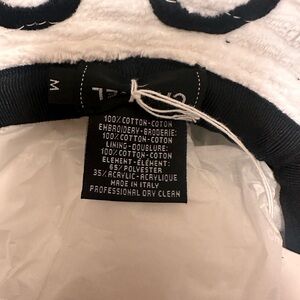 M
100% COTTON-COTON
EMBROIDERY-BRODERIE:
100% COTTON-COTON
LINING-DOUBLURE:
100% COTTON-COTON
ELEMENT-ELÉMENT:
65% POLYESTER
35% ACRYLIC-ACRYLIQUE
MADE IN ITALY
PROFESSIONAL DRY CLEAN